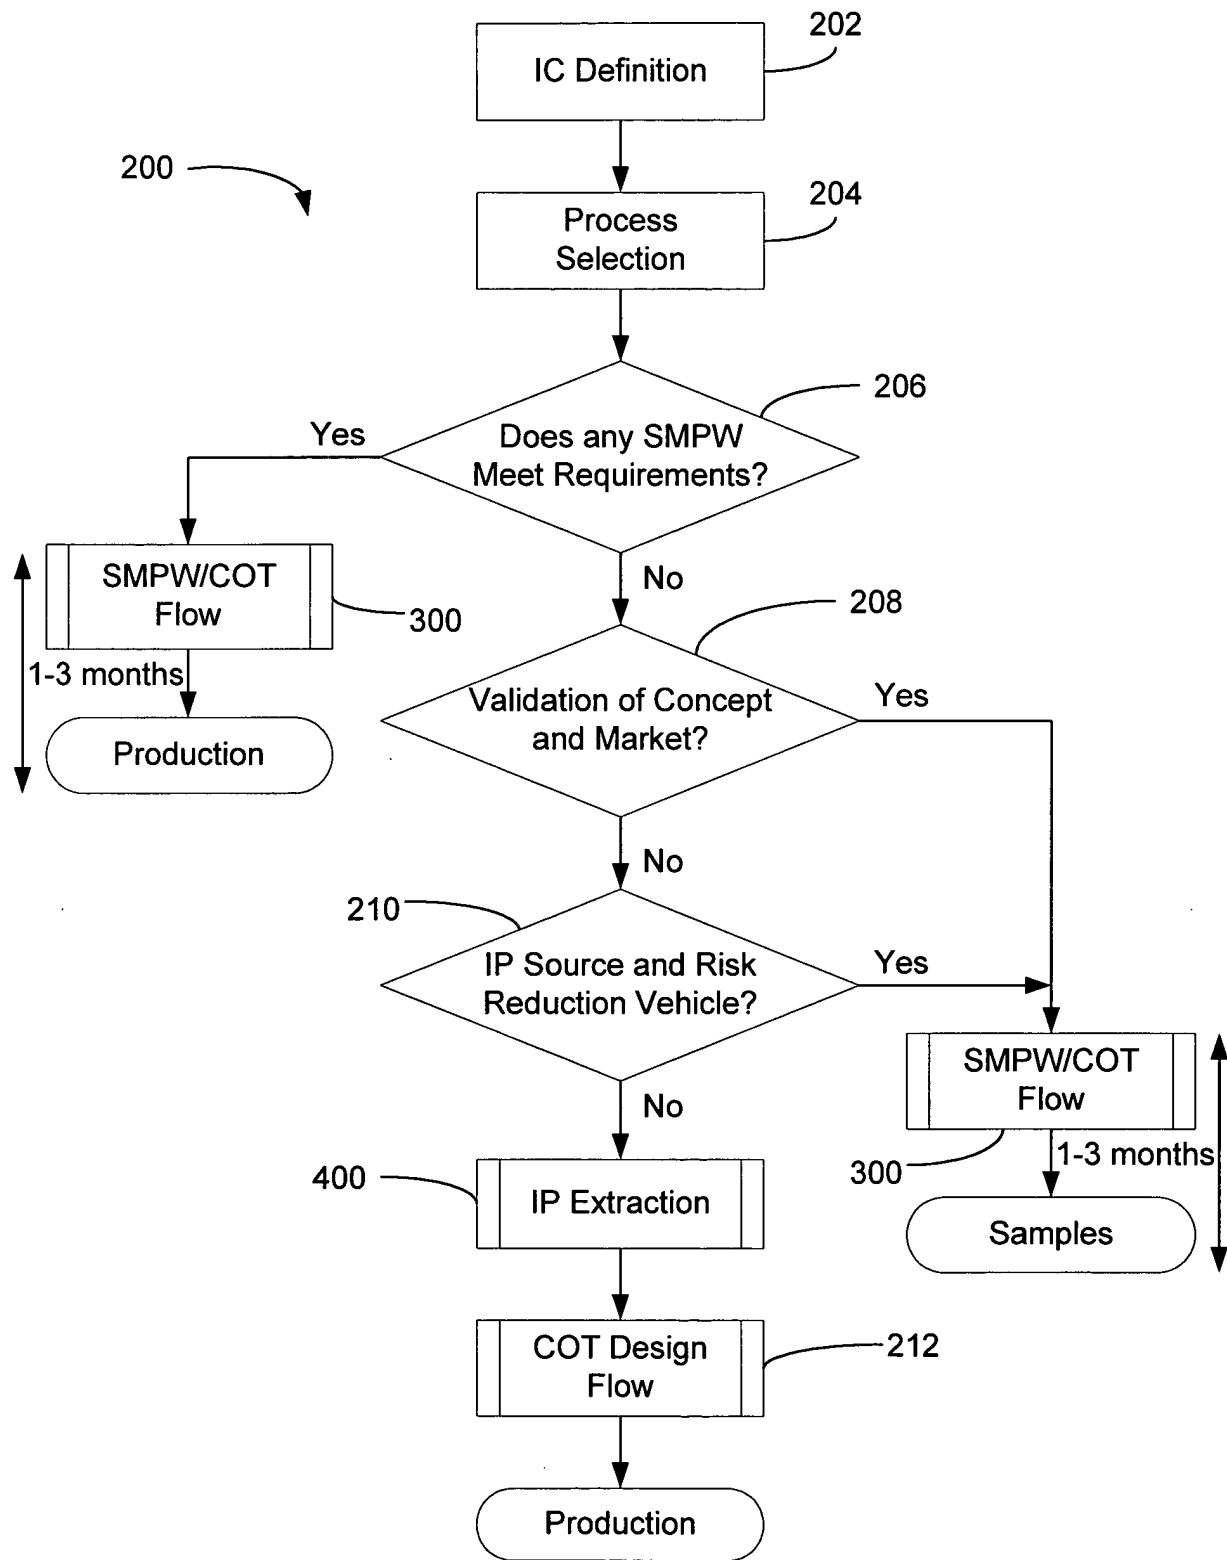 202
IC Definition
200
204
Process
Selection
206
Yes
Does any SMPW
Meet Requirements?
SMPW/COT
Flow
300
No
208
1-3 months
Validation of Concept
and Market?
Yes
Production
No
210
IP Source and Risk
Reduction Vehicle?
Yes
SMPW/COT
Flow
No
300
1-3 months
400
IP Extraction
Samples
COT Design
Flow
212
Production